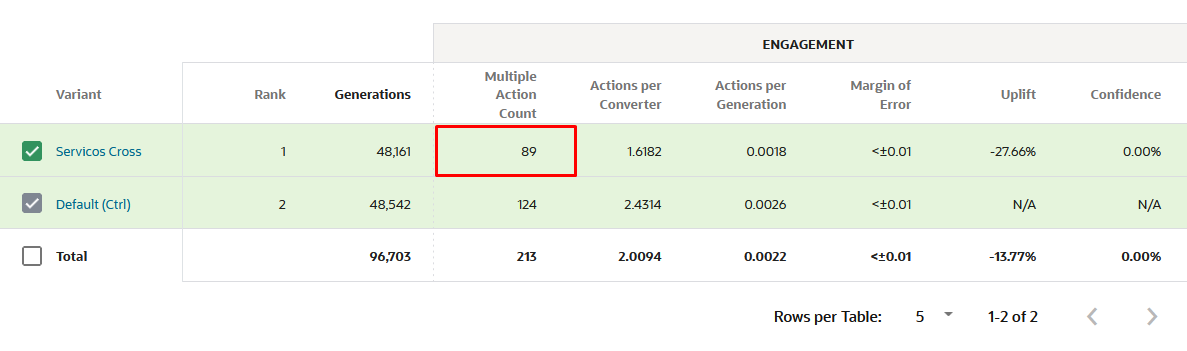 ENGAGEMENT
Variant Rank Generations Multiple Action Count Actions per Converter Actions per Generation Margin of Error Uplift Confidence
Servicos Cross 1 48,161 89 1.6182 0.0018 <±0.01 -27.66% 0.00%
Default (Ctrl) 2 48,542 124 2.4314 0.0026 <±0.01 N/A N/A
Total 96,703 213 2.0094 0.0022 <±0.01 -13.77% 0.00%
Rows per Table: 5 1-2 of 2